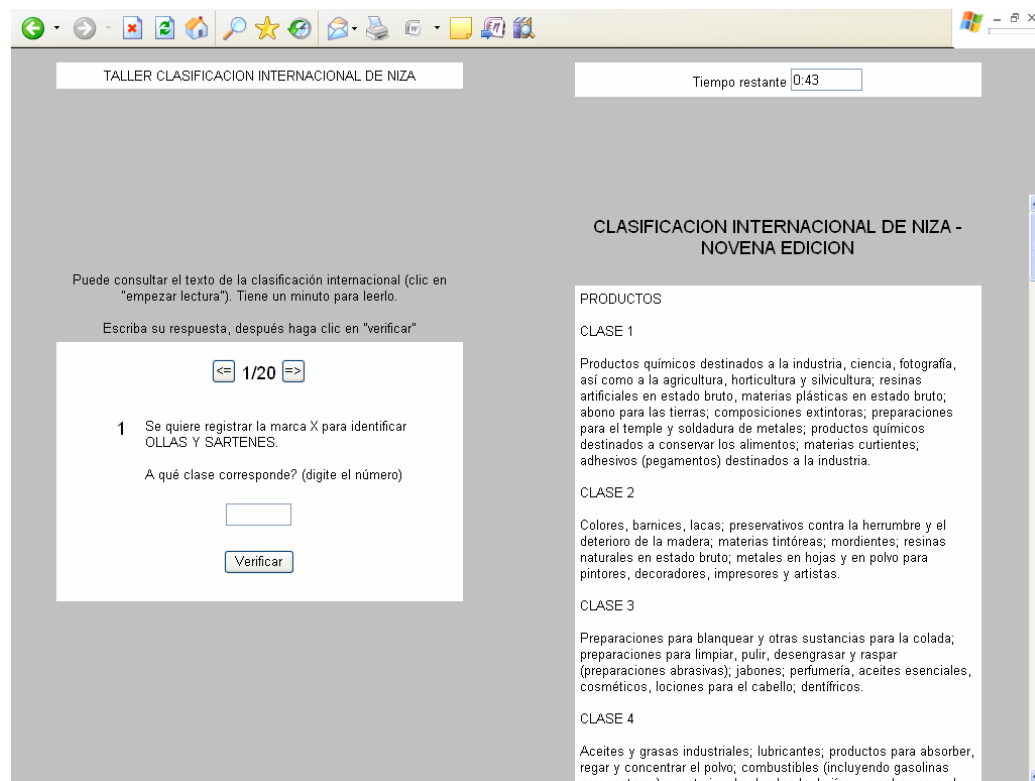 TALLER CLASIFICACION INTERNACIONAL DE NIZA
Puede consultar el texto de la clasificación internacional (clic en
"empezar lectura"). Tiene un minuto para leerlo.
Escriba su respuesta, después haga clic en "verificar"
<= 1/20 =>
1 Se quiere registrar la marca X para identificar
OLLAS Y SARTENES.
A qué clase corresponde? (digite el número)
Verificar
Tiempo restante 0:43
CLASIFICACION INTERNACIONAL DE NIZA -
NOVENA EDICION
PRODUCTOS
CLASE 1
Productos químicos destinados a la industria, ciencia, fotografía,
así como a la agricultura, horticultura y silvicultura; resinas
artificiales en estado bruto, materias plásticas en estado bruto;
abono para las tierras; composiciones extintoras; preparaciones
para el temple y soldadura de metales; productos químicos
destinados a conservar los alimentos; materias curtientes;
adhesivos (pegamentos) destinados a la industria.
CLASE 2
Colores, barnices, lacas; preservativos contra la herrumbre y el
deterioro de la madera; materias tintóreas; mordientes; resinas
naturales en estado bruto; metales en hojas y en polvo para
pintores, decoradores, impresores y artistas.
CLASE 3
Preparaciones para blanquear y otras sustancias para la colada;
preparaciones para limpiar, pulir, desengrasar y raspar
(preparaciones abrasivas); jabones; perfumería, aceites esenciales,
cosméticos, lociones para el cabello; dentífricos.
CLASE 4
Aceites y grasas industriales; lubricantes; productos para absorber,
regar y concentrar el polvo; combustibles (incluyendo gasolinas